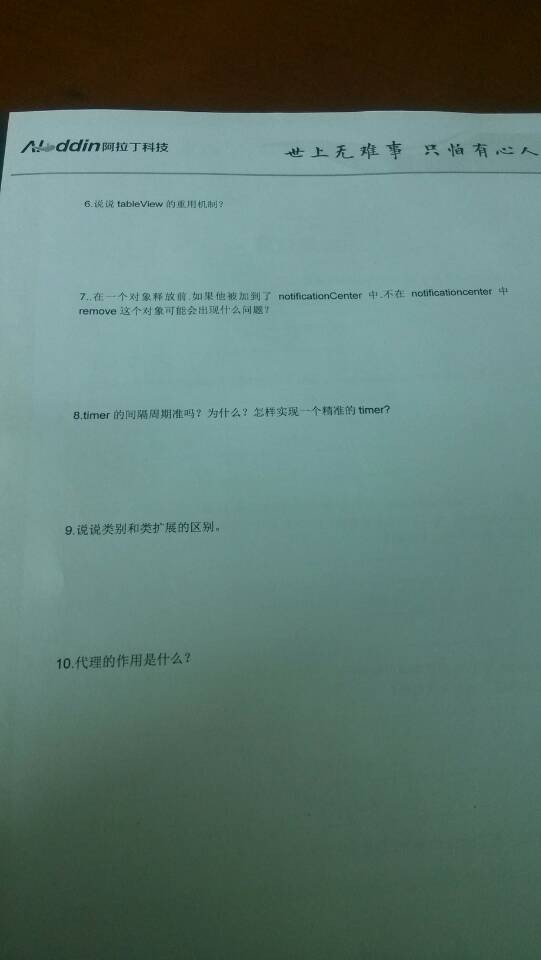 Aladdin阿拉丁科技
世上无难事 只怕有心人
6.说说 tableView 的重用机制?
7..在一个对象释放前.如果他被加到了 notificationCenter 中.不在 notificationcenter 中
remove 这个对象可能会出现什么问题?
8.timer 的间隔周期准吗? 为什么? 怎样实现一个精准的 timer?
9.说说类别和类扩展的区别。
10.代理的作用是什么?